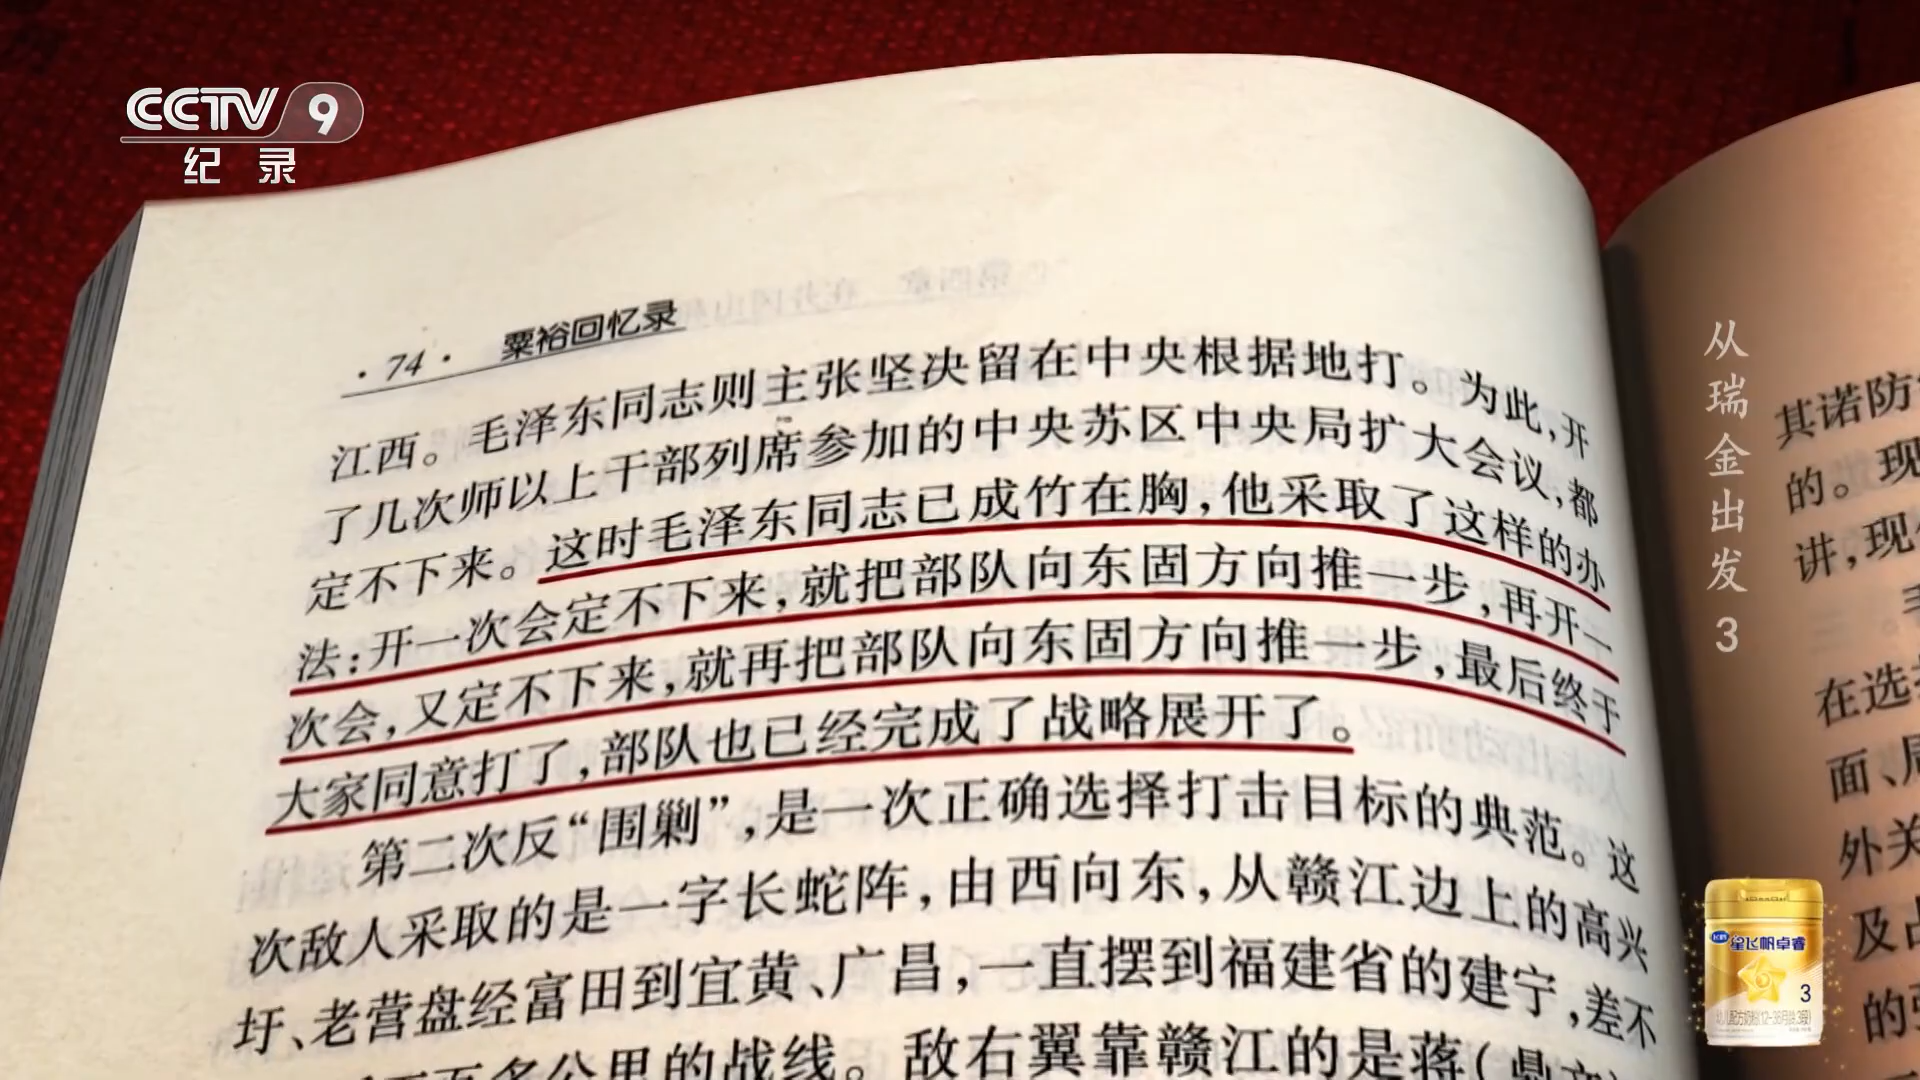 CCTV 9
纪 录
·74· 粟裕回忆录
江西。毛泽东同志则主张坚决留在中央根据地打。为此,开
了几次师以上干部列席参加的中央苏区中央局扩大会议,都
定不下来。这时毛泽东同志已成竹在胸,他采取了这样的办
法:开一次会定不下来,就把部队向东固方向推一步,再开一
次会,又定不下来,就再把部队向东固方向推一步,最后终于
大家同意打了,部队也已经完成了战略展开了。
第二次反“围剿”,是一次正确选择打击目标的典范。这
次敌人采取的是一字长蛇阵,由西向东,从赣江边上的高兴
圩、老营盘经富田到宜黄、广昌,一直摆到福建省的建宁,差不
百多公里的战线。敌右翼靠赣江的是蒋(鼎
其诺防
的。现
讲,现
在选
面、
外关
及占
的
从瑞金出发 3
星飞帆卓睿
3